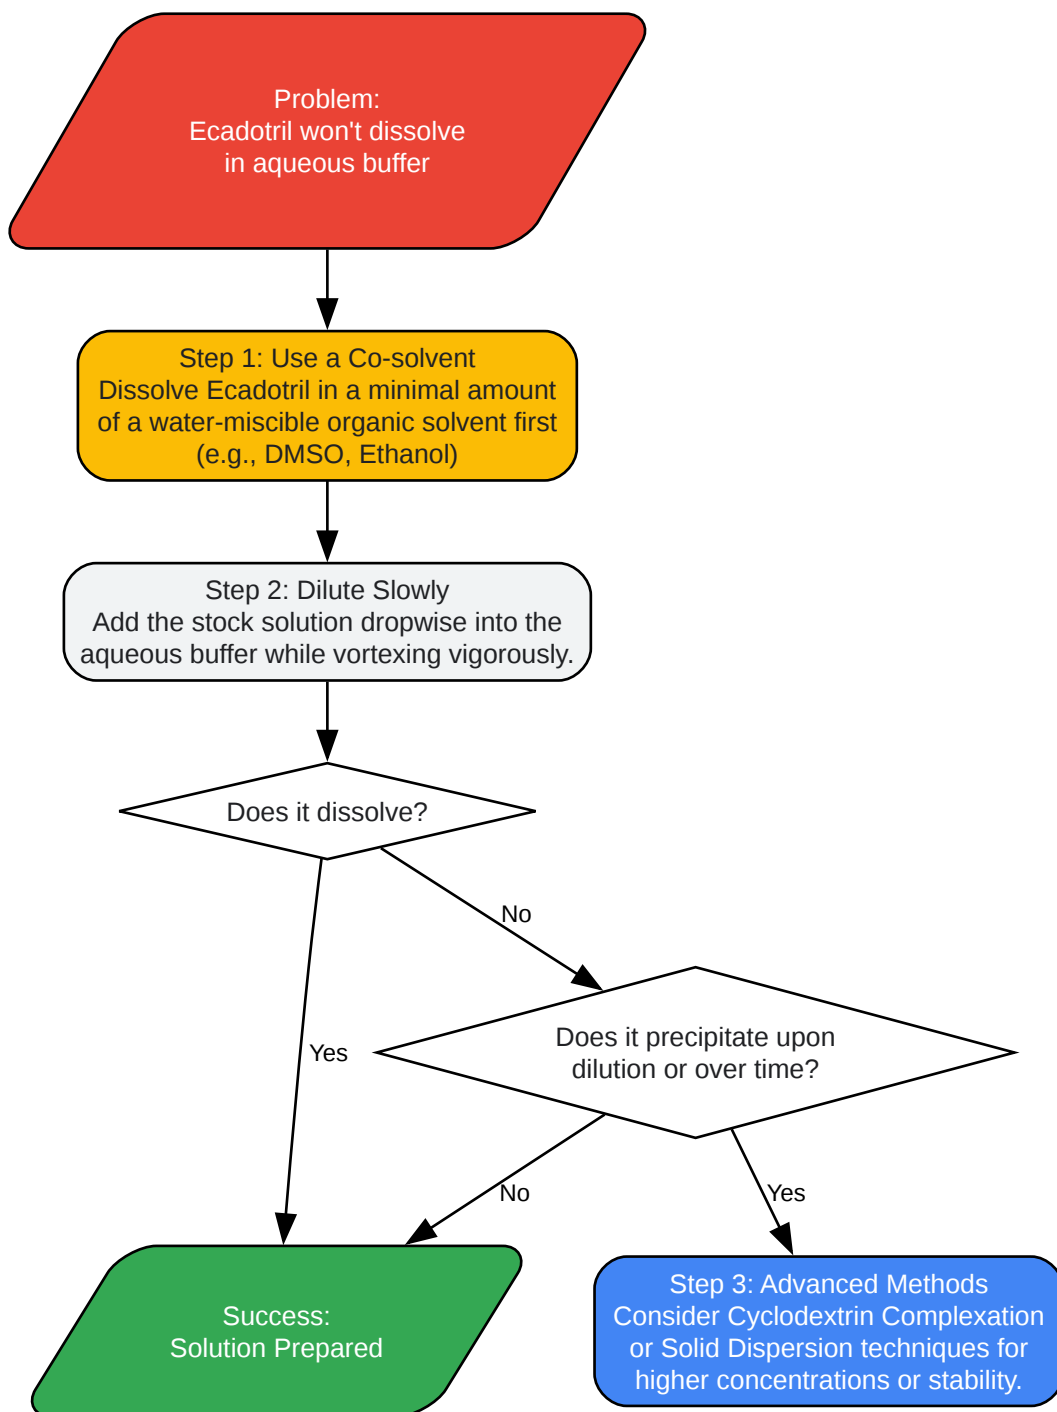 Problem:
Ecadotril won't dissolve
in aqueous buffer
Step 1: Use a Co-solvent
Dissolve Ecadotril in a minimal amount
of a water-miscible organic solvent first
(e.g., DMSO, Ethanol)
Step 2: Dilute Slowly
Add the stock solution dropwise into the
aqueous buffer while vortexing vigorously.
Does it dissolve?
No
Does it precipitate upon
dilution or over time?
Yes
No
Yes
Success:
Solution Prepared
Step 3: Advanced Methods
Consider Cyclodextrin Complexation
or Solid Dispersion techniques for
higher concentrations or stability.